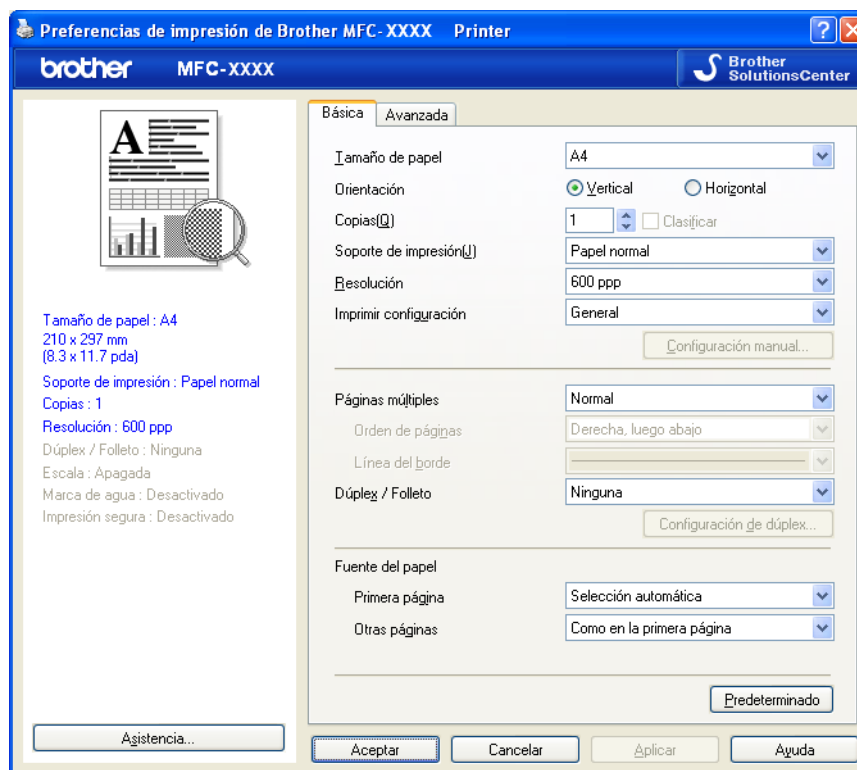 Preferencias de impresión de Brother MFC-XXXX Printer
brother MFC-XXXX
Brother
SolutionsCenter
A
Tamaño de papel : A4
210 x 297 mm
(8.3 x 11.7 pda)
Soporte de impresión : Papel normal
Copias : 1
Resolución : 600 ppp
Dúplex / Folleto : Ninguna
Escala : Apagada
Marca de agua : Desactivado
Impresión segura : Desactivado
Asistencia...
Básica Avanzada
Tamaño de papel A4
Orientación Vertical Horizontal
Copias(Q) 1 Clasificar
Soporte de impresión(J) Papel normal
Resolución 600 ppp
Imprimir configuración General
Configuración manual...
Páginas múltiples Normal
Orden de páginas Derecha, luego abajo
Línea del borde
Dúplex / Folleto Ninguna
Configuración de dúplex...
Fuente del papel
Primera página Selección automática
Otras páginas Como en la primera página
Predeterminado
Aceptar Cancelar Aplicar Ayuda